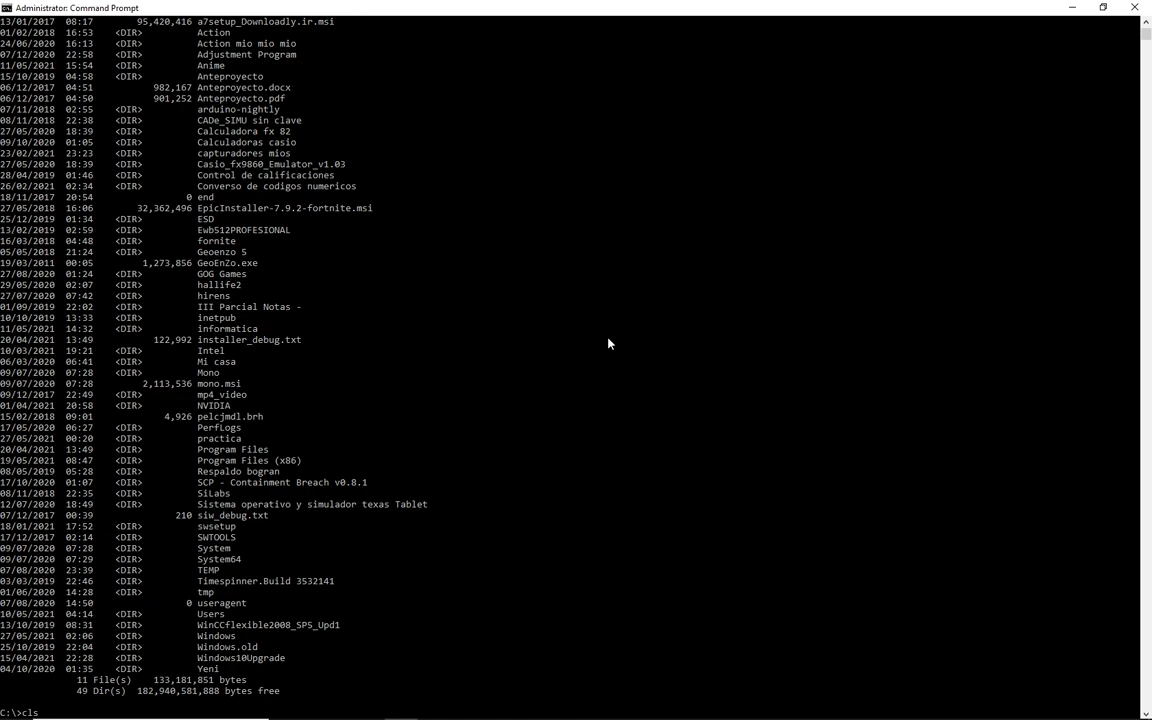 Administrator: Command Prompt
13/01/2017 08:17 95,420,416 a7setup_Downloadly.ir.msi
01/02/2018 16:53 <DIR> Action
24/06/2020 16:13 <DIR> Action mio mio mio
07/12/2020 22:58 <DIR> Adjustment Program
11/05/2021 15:54 <DIR> Anime
15/10/2019 04:58 <DIR> Anteproyecto
06/12/2017 04:51 982,167 Anteproyecto.docx
06/12/2017 04:50 901,252 Anteproyecto.pdf
07/11/2018 02:55 <DIR> arduino-nightly
08/11/2018 22:38 <DIR> CADe_SIMU sin clave
27/05/2020 18:39 <DIR> Calculadora fx 82
09/10/2020 01:05 <DIR> Calculadoras casio
23/02/2021 23:23 <DIR> capturadores mios
27/05/2020 18:39 <DIR> Casio_fx9860_Emulator_v1.03
28/04/2019 01:46 <DIR> Control de calificaciones
26/02/2021 02:34 <DIR> Converso de codigos numericos
18/11/2017 20:54 0 end
27/05/2018 16:06 32,362,496 EpicInstaller-7.9.2-fortnite.msi
25/12/2019 01:34 <DIR> ESD
13/02/2019 02:59 <DIR> Ewb512PROFESIONAL
16/03/2018 04:48 <DIR> fornite
05/05/2018 21:24 <DIR> Geoenzo 5
19/03/2011 00:05 1,273,856 GeoEnZo.exe
27/08/2020 01:24 <DIR> GOG Games
29/05/2020 02:07 <DIR> hallife2
27/07/2020 07:42 <DIR> hirens
01/09/2019 22:02 <DIR> III Parcial Notas -
10/10/2019 13:33 <DIR> inetpub
11/05/2021 14:32 <DIR> informatica
20/04/2021 13:49 122,992 installer_debug.txt
10/03/2021 19:21 <DIR> Intel
06/03/2020 06:41 <DIR> Mi casa
09/07/2020 07:28 <DIR> Mono
09/07/2020 07:28 2,113,536 mono.msi
09/12/2017 22:49 <DIR> mp4_video
01/04/2021 20:58 <DIR> NVIDIA
15/02/2018 09:01 4,926 pelcjmdl.brh
17/05/2020 06:27 <DIR> PerfLogs
27/05/2021 00:20 <DIR> practica
20/04/2021 13:49 <DIR> Program Files
19/05/2021 08:47 <DIR> Program Files (x86)
08/05/2019 05:28 <DIR> Respaldo bogran
17/10/2020 01:07 <DIR> SCP - Containment Breach v0.8.1
08/11/2018 22:35 <DIR> SiLabs
12/07/2020 18:49 <DIR> Sistema operativo y simulador texas Tablet
07/12/2017 00:39 210 siw_debug.txt
18/01/2021 17:52 <DIR> swsetup
17/12/2017 02:14 <DIR> SWTOOLS
09/07/2020 07:28 <DIR> System
09/07/2020 07:29 <DIR> System64
07/08/2020 23:39 <DIR> TEMP
03/03/2019 22:46 <DIR> Timespinner.Build 3532141
01/06/2020 14:28 <DIR> tmp
07/08/2020 14:50 0 useragent
10/05/2021 04:14 <DIR> Users
13/10/2019 08:31 <DIR> WinCCflexible2008_SP5_Upd1
27/05/2021 02:06 <DIR> Windows
25/10/2019 22:04 <DIR> Windows.old
15/04/2021 22:28 <DIR> Windows10Upgrade
04/10/2020 01:35 <DIR> Yeni
11 File(s) 133,181,851 bytes
49 Dir(s) 182,940,581,888 bytes free
C:\>cls